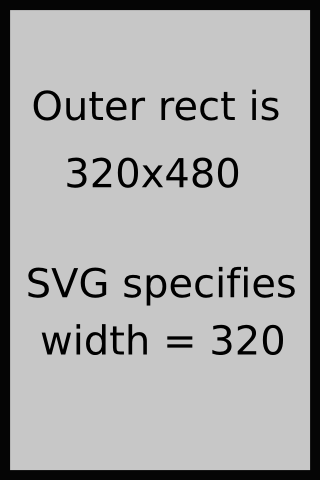 Outer rect is
320x480
SVG specifies
width = 320